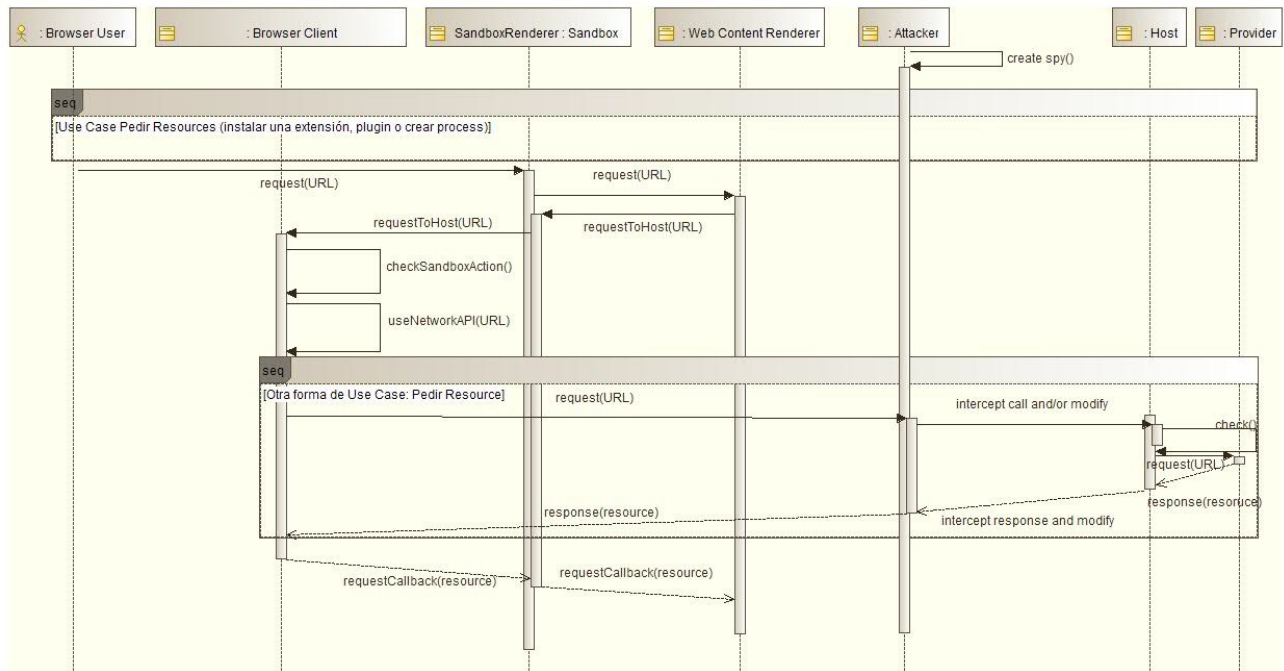 : Browser User
: Browser Client
SandboxRenderer : Sandbox
: Web Content Renderer
: Attacker
: Host
: Provider
create spy()
seq
[Use Case Pedir Resources (instalar una extensión, plugin o crear process)]
request(URL)
request(URL)
requestToHost(URL)
requestToHost(URL)
checkSandboxAction()
useNetworkAPI(URL)
seq
[Otra forma de Use Case: Pedir Resource]
request(URL)
intercept call and/or modify
check()
request(URL)
response(resoruce)
response(resource)
intercept response and modify
requestCallback(resource)
requestCallback(resource)